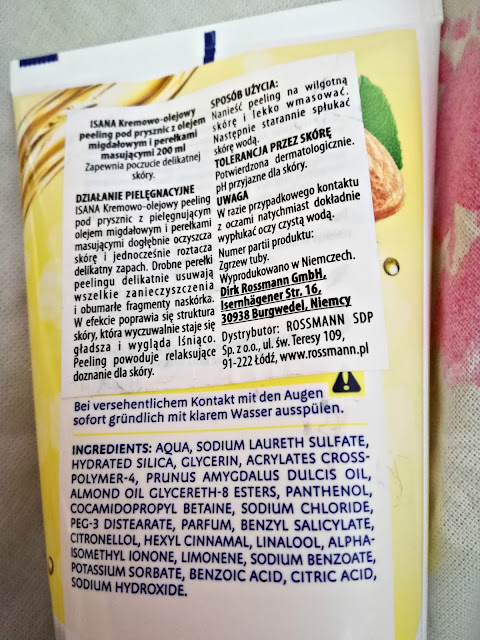 ISANA Kremowo-olejowy
peeling pod prysznic z olejem
migdałowym i perełkami
masującymi 200 ml
Zapewnia poczucie delikatnej
skóry.
DZIAŁANIE PIELĘGNACYJNE
ISANA Kremowo-olejowy peeling
pod prysznic z pielęgnującym
olejem migdałowym i perełkami
masującymi dogłębnie oczyszcza
skórę i jednocześnie roztacza
delikatny zapach. Drobne perełki
peelingu delikatnie usuwają
wszelkie zanieczyszczenia
i obumarłe fragmenty naskórka.
W efekcie poprawia się struktura
skóry, która wyczuwalnie staje się
gładsza i wygląda lśniąco.
Peeling powoduje relaksujące
doznanie dla skóry.
SPOSÓB UŻYCIA:
Nanieść peeling na wilgotną
skórę i lekko wmasować.
Następnie starannie spłukać
skórę wodą.
TOLERANCJA PRZEZ SKÓRĘ
Potwierdzona dermatologicznie.
pH przyjazne dla skóry.
UWAGA
W razie przypadkowego kontaktu
z oczami natychmiast dokładnie
wypłukać oczy czystą wodą.
Numer partii produktu:
Zgrzew tuby.
Wyprodukowano w Niemczech.
Dirk Rossmann GmbH,
Isernhägener Str. 16,
30938 Burgwedel, Niemcy
Dystrybutor: ROSSMANN SDP
Sp. z o.o., ul. św. Teresy 109,
91-222 Łódź, www.rossmann.pl
Bei versehentlichem Kontakt mit den Augen
sofort gründlich mit klarem Wasser ausspülen.
INGREDIENTS: AQUA, SODIUM LAURETH SULFATE,
HYDRATED SILICA, GLYCERIN, ACRYLATES CROSS-
POLYMER-4, PRUNUS AMYGDALUS DULCIS OIL,
ALMOND OIL GLYCERETH-8 ESTERS, PANTHENOL,
COCAMIDOPROPYL BETAINE, SODIUM CHLORIDE,
PEG-3 DISTEARATE, PARFUM, BENZYL SALICYLATE,
CITRONELLOL, HEXYL CINNAMAL, LINALOOL, ALPHA-
ISOMETHYL IONONE, LIMONENE, SODIUM BENZOATE,
POTASSIUM SORBATE, BENZOIC ACID, CITRIC ACID,
SODIUM HYDROXIDE.